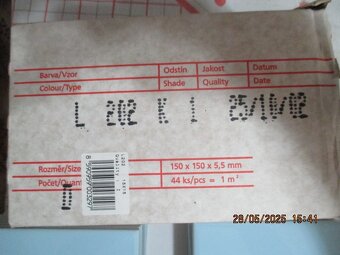 Barva/Vzor Odstín Jakost Datum
Colour/Type Shade Quality Date
L 202 K 1 25/10/02
Rozměr/Size 150 x 150 x 5,5 mm
Počet/Quant 44 ks/pcs = 1 m²
28/05/2025 15:41